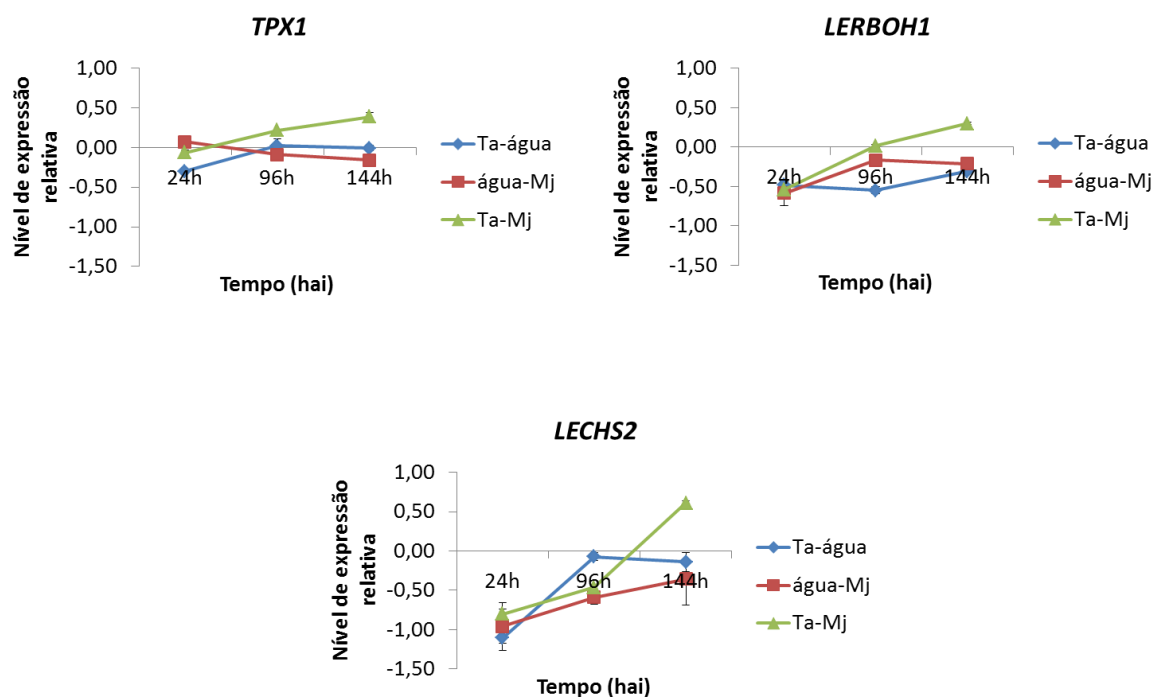 TPX1
1,00
0,50
0,00
-0,50
-1,00
-1,50
Nível de expressão
relativa
24h 96h 144h
Tempo (hai)
Ta-água
água-Mj
Ta-Mj
LERBOH1
1,00
0,50
0,00
-0,50
-1,00
-1,50
Nível de expressão
relativa
24h 96h 144h
Tempo (hai)
Ta-água
água-Mj
Ta-Mj
LECHS2
1,00
0,50
0,00
-0,50
-1,00
-1,50
Nível de expressão
relativa
24h 96h 144h
Tempo (hai)
Ta-água
água-Mj
Ta-Mj